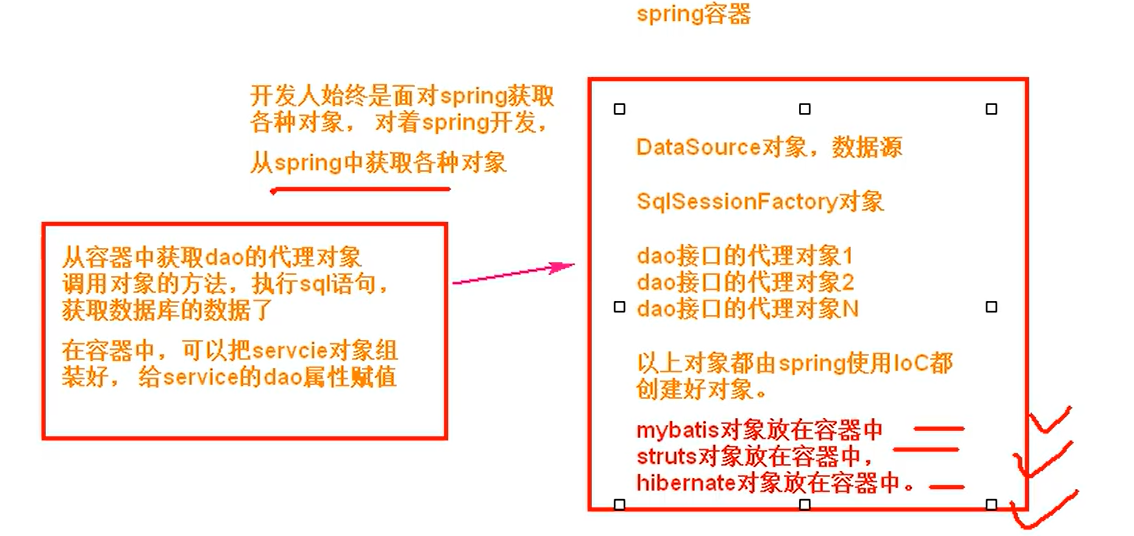 spring容器
开发人始终是面对spring获取
各种对象， 对着spring开发，
从spring中获取各种对象
从容器中获取dao的代理对象
调用对象的方法，执行sql语句，
获取数据库的数据了
在容器中，可以把servcie对象组
装好， 给service的dao属性赋值
DataSource对象，数据源
SqlSessionFactory对象
dao接口的代理对象1
dao接口的代理对象2
dao接口的代理对象N
以上对象都由spring使用IoC都
创建好对象。
mybatis对象放在容器中
struts对象放在容器中，
hibernate对象放在容器中。